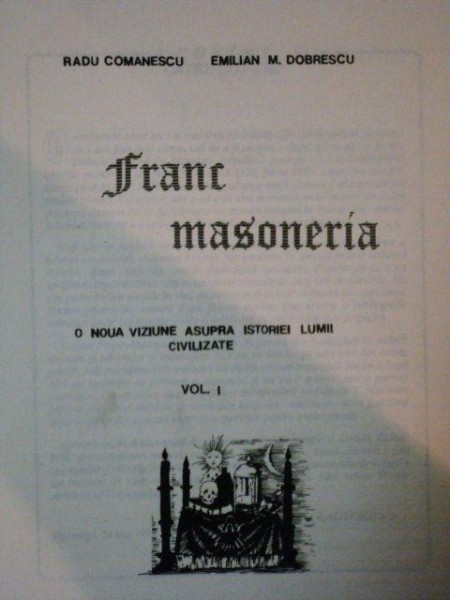 RADU COMANESCU EMILIAN M. DOBRESCU
Franc
masoneria
O NOUA VIZIUNE ASUPRA ISTORIEI LUMII
CIVILIZATE
VOL. I